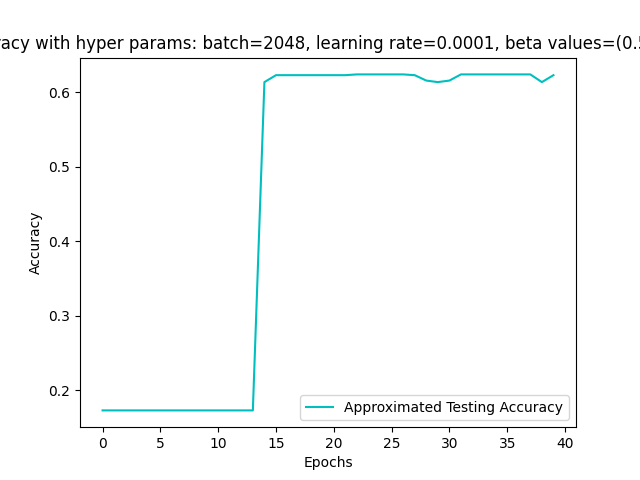 with hyper params: batch=2048, learning rate=0.0001, beta values=(0.
0.6
0.5
0.4
0.3
0.2
Accuracy
Approximated Testing Accuracy
0 5 10 15 20 25 30 35 40
Epochs